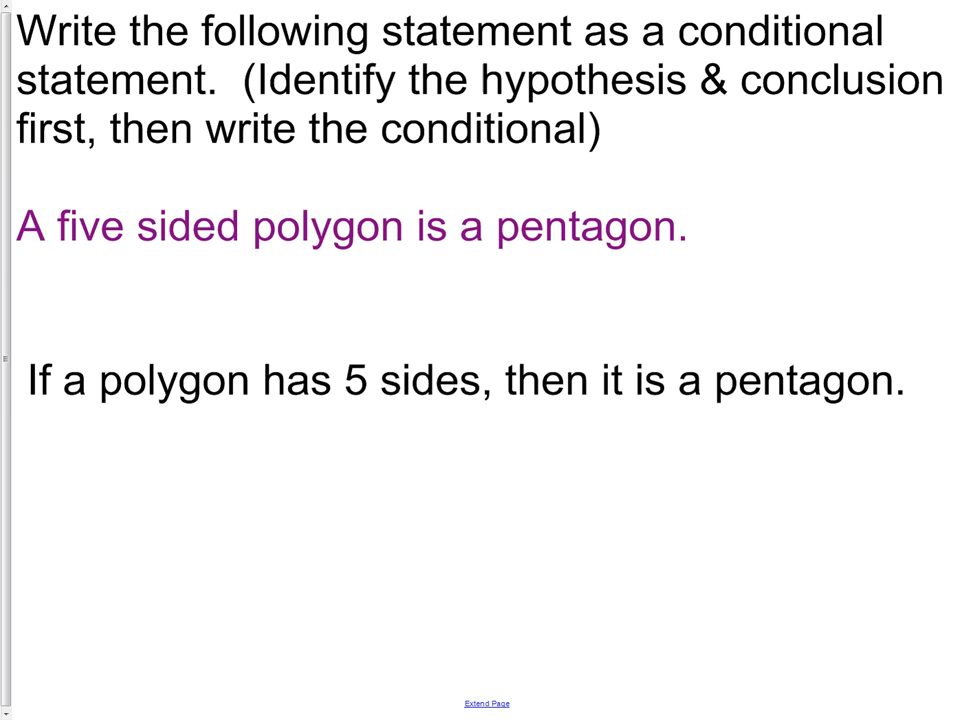 Write the following statement as a conditional
statement.  (Identify the hypothesis & conclusion
first, then write the conditional)
A five sided polygon is a pentagon.
If a polygon has 5 sides, then it is a pentagon.
Extend Page